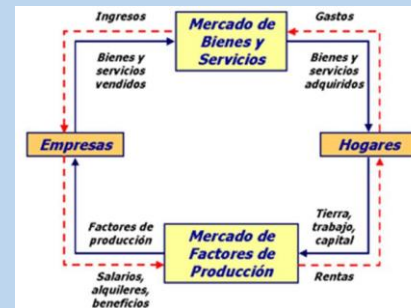 Ingresos
Mercado de
Bienes y
Servicios
Gastos
Bienes y
servicios
vendidos
Bienes y
servicios
adquiridos
Empresas
Hogares
Factores de
producción
Mercado de
Factores de
Producción
Tierra,
trabajo,
capital
Salarios,
alquileres,
beneficios
Rentas